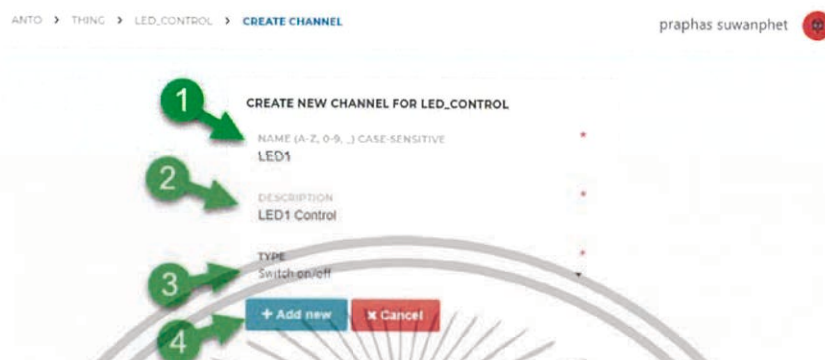 ANTO > THING > LED_CONTROL > CREATE CHANNEL
praphas suwanphet
1
CREATE NEW CHANNEL FOR LED_CONTROL
NAME (A-Z, 0-9, _) CASE-SENSITIVE *
LED1
2
DESCRIPTION *
LED1 Control
TYPE *
3
Switch on/off
+ Add new
× Cancel
4